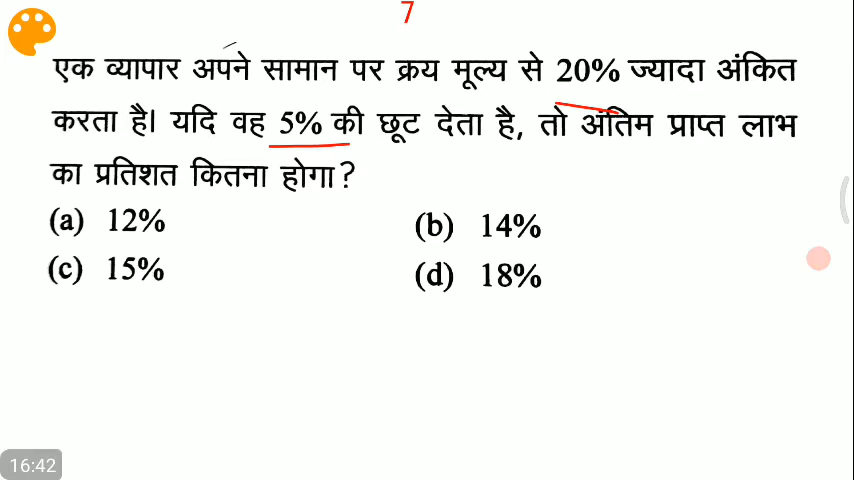 7
एक व्यापार अपने सामान पर क्रय मूल्य से 20% ज्यादा अंकित
करता है। यदि वह 5% की छूट देता है, तो अंतिम प्राप्त लाभ
का प्रतिशत कितना होगा?
(a) 12% (b) 14%
(c) 15% (d) 18%
16:42